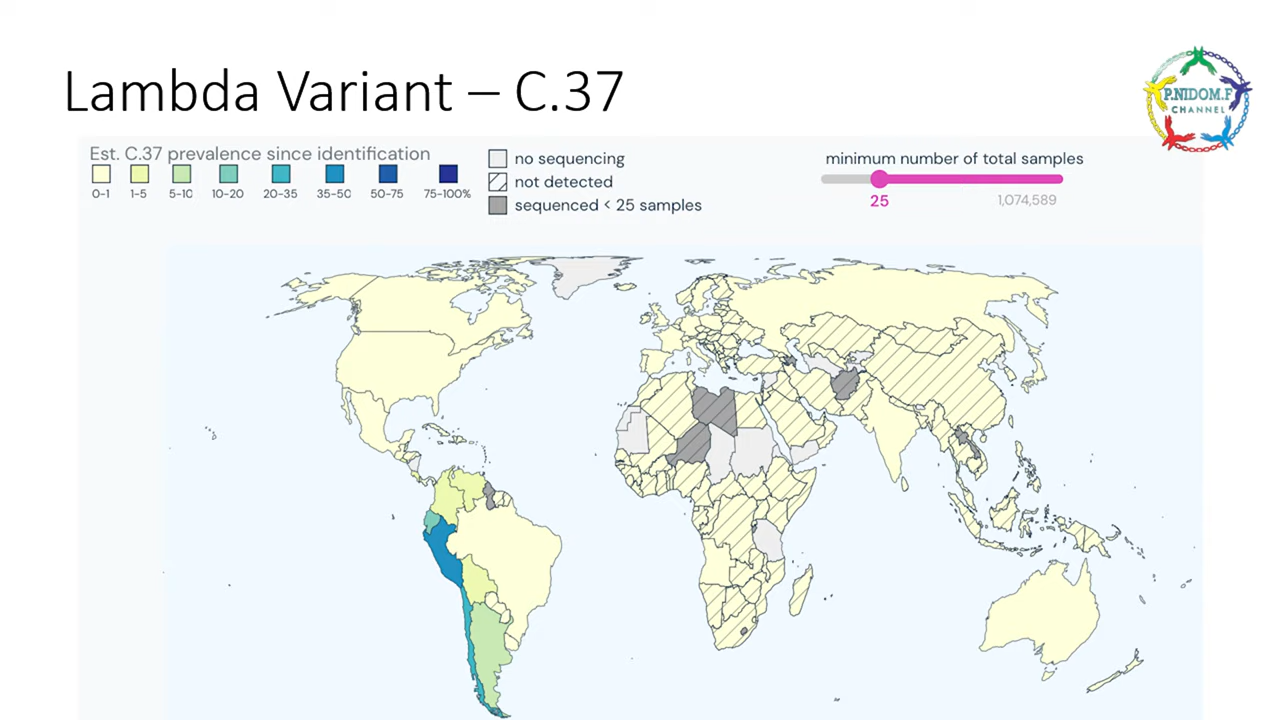 Lambda Variant – C.37
P.NIDOM.F
CHANNEL
Est. C.37 prevalence since identification
0-1 1-5 5-10 10-20 20-35 35-50 50-75 75-100%
no sequencing
not detected
sequenced < 25 samples
minimum number of total samples
25 1,074,589